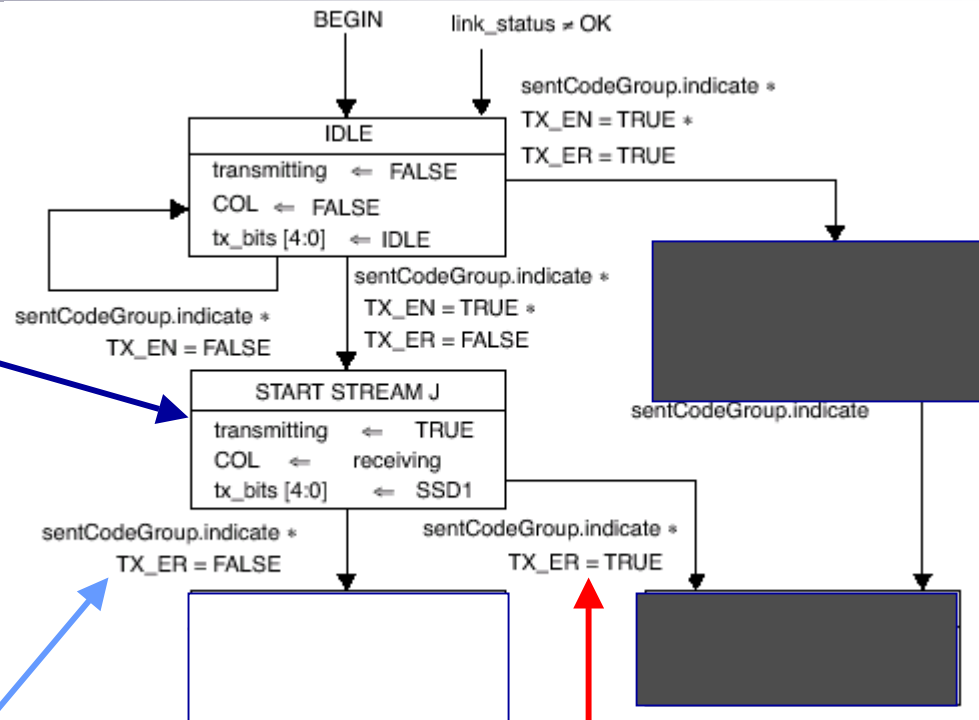 BEGIN
link_status ≠ OK
sentCodeGroup.indicate *
TX_EN = TRUE *
TX_ER = TRUE
IDLE
transmitting ⇐ FALSE
COL ⇐ FALSE
tx_bits [4:0] ⇐ IDLE
sentCodeGroup.indicate *
TX_EN = TRUE *
TX_ER = FALSE
sentCodeGroup.indicate *
TX_EN = FALSE
START STREAM J
transmitting ⇐ TRUE
COL ⇐ receiving
tx_bits [4:0] ⇐ SSD1
sentCodeGroup.indicate
sentCodeGroup.indicate *
TX_ER = FALSE
sentCodeGroup.indicate *
TX_ER = TRUE